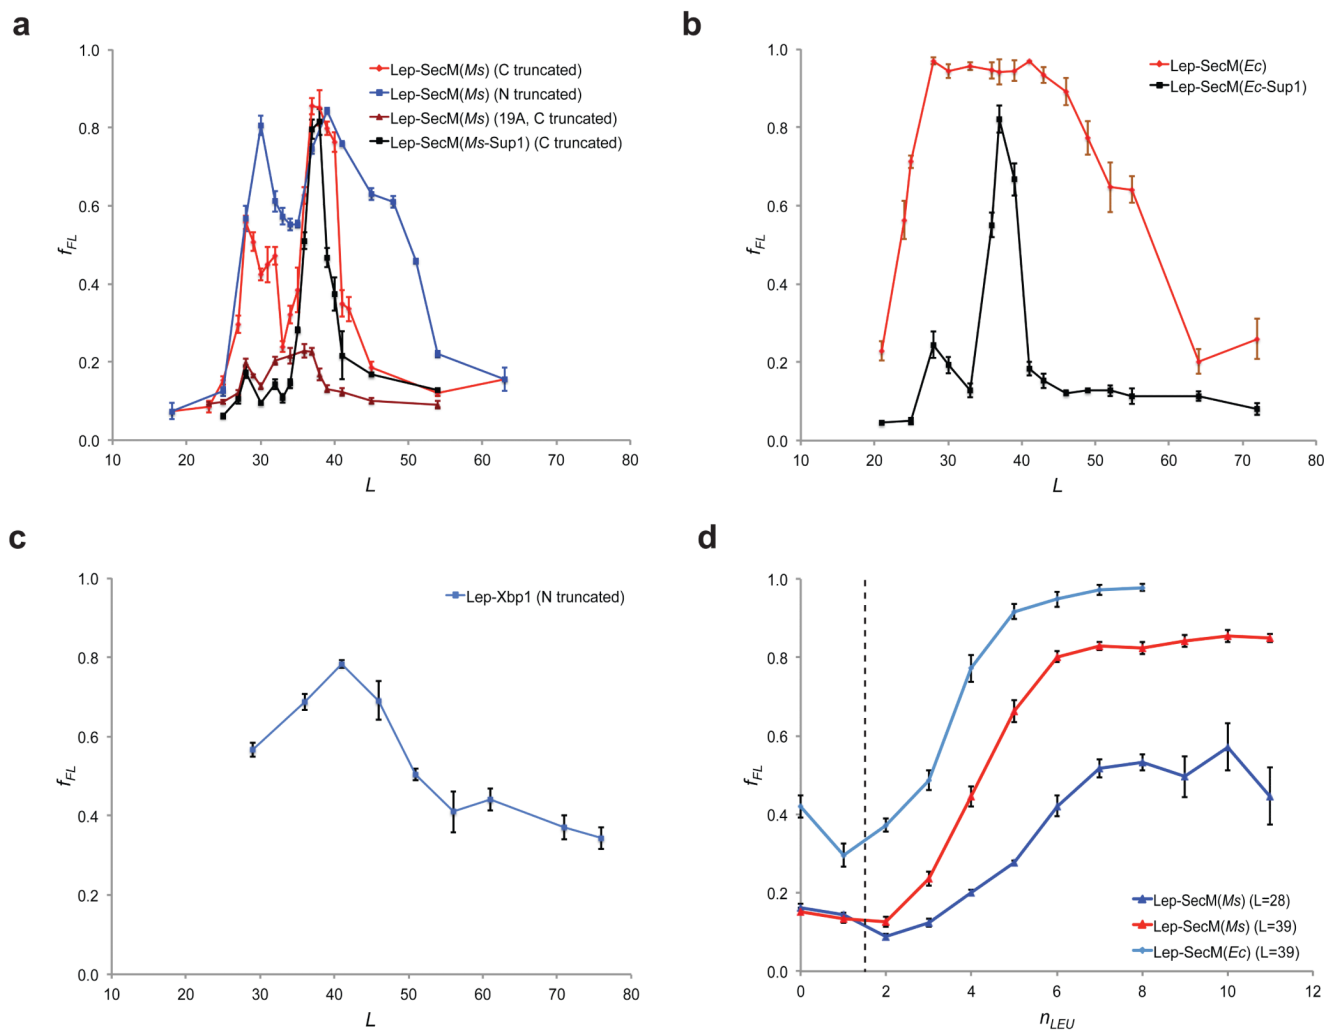 a
1.0
0.8
0.6
0.4
0.2
0.0
f_FL
10 20 30 40 50 60 70 80
L
Lep-SecM(Ms) (C truncated)
Lep-SecM(Ms) (N truncated)
Lep-SecM(Ms) (19A, C truncated)
Lep-SecM(Ms-Sup1) (C truncated)
b
1.0
0.8
0.6
0.4
0.2
0.0
f_FL
10 20 30 40 50 60 70 80
L
Lep-SecM(Ec)
Lep-SecM(Ec-Sup1)
c
1.0
0.8
0.6
0.4
0.2
0.0
f_FL
10 20 30 40 50 60 70 80
L
Lep-Xbp1 (N truncated)
d
1.0
0.8
0.6
0.4
0.2
0.0
f_FL
0 2 4 6 8 10 12
n_LEU
Lep-SecM(Ms) (L=28)
Lep-SecM(Ms) (L=39)
Lep-SecM(Ec) (L=39)